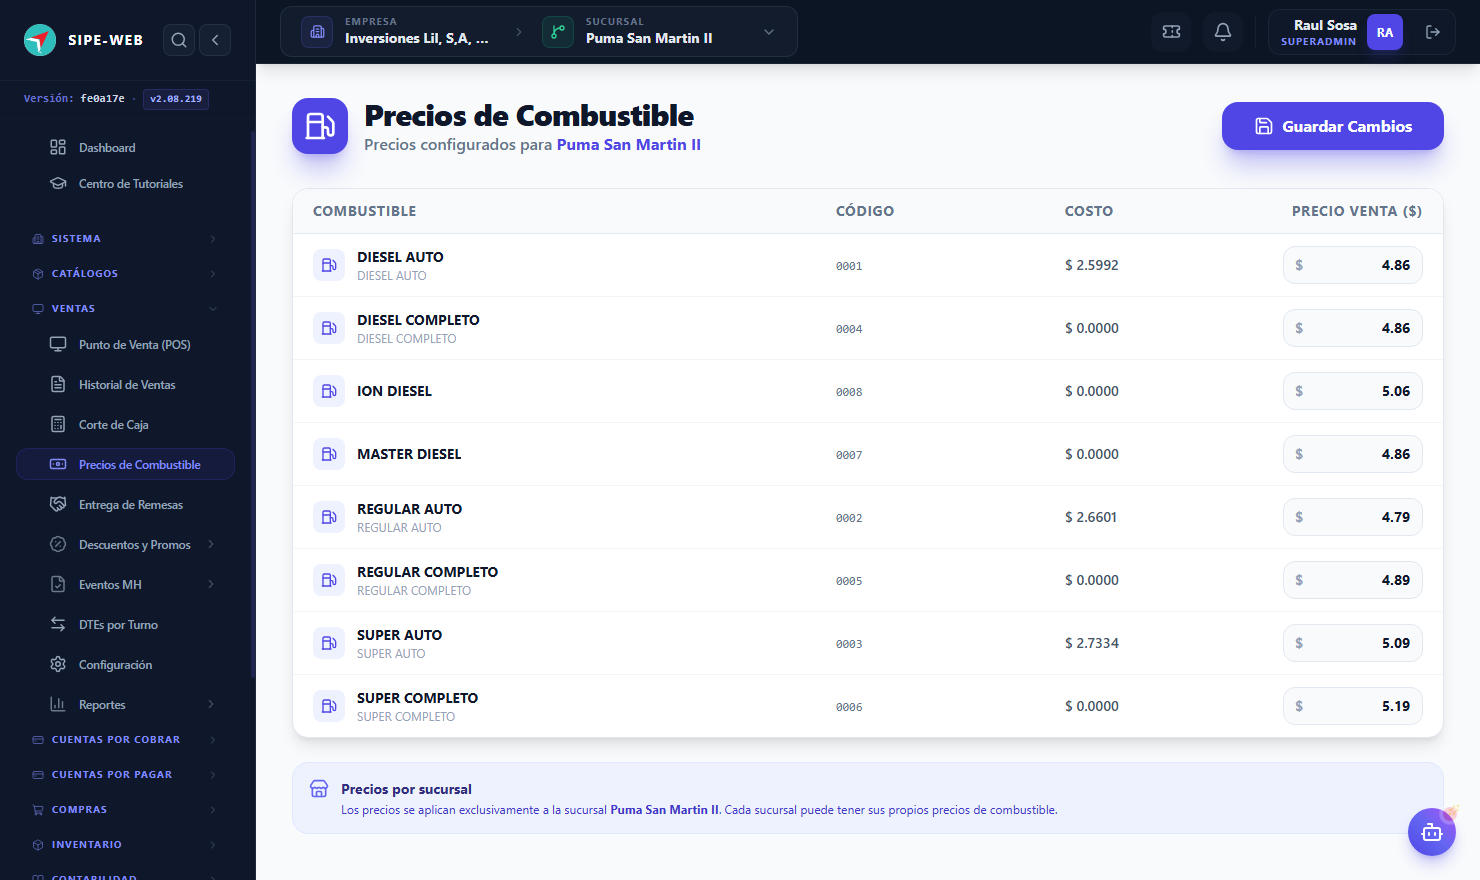 SIPE-WEB
EMPRESA
Inversiones Lil, S,A, ...
SUCURSAL
Puma San Martin II
Raul Sosa
SUPERADMIN
RA
Versión: fe0a17e · v2.08.219
Dashboard
Centro de Tutoriales
SISTEMA
CATÁLOGOS
VENTAS
Punto de Venta (POS)
Historial de Ventas
Corte de Caja
Precios de Combustible
Entrega de Remesas
Descuentos y Promos
Eventos MH
DTEs por Turno
Configuración
Reportes
CUENTAS POR COBRAR
CUENTAS POR PAGAR
COMPRAS
INVENTARIO
CONTABILIDAD
Precios de Combustible
Precios configurados para Puma San Martin II
Guardar Cambios
COMBUSTIBLE CÓDIGO COSTO PRECIO VENTA ($)
DIESEL AUTO
DIESEL AUTO
0001 $ 2.5992 $ 4.86
DIESEL COMPLETO
DIESEL COMPLETO
0004 $ 0.0000 $ 4.86
ION DIESEL 0008 $ 0.0000 $ 5.06
MASTER DIESEL 0007 $ 0.0000 $ 4.86
REGULAR AUTO
REGULAR AUTO
0002 $ 2.6601 $ 4.79
REGULAR COMPLETO
REGULAR COMPLETO
0005 $ 0.0000 $ 4.89
SUPER AUTO
SUPER AUTO
0003 $ 2.7334 $ 5.09
SUPER COMPLETO
SUPER COMPLETO
0006 $ 0.0000 $ 5.19
Precios por sucursal
Los precios se aplican exclusivamente a la sucursal Puma San Martin II. Cada sucursal puede tener sus propios precios de combustible.